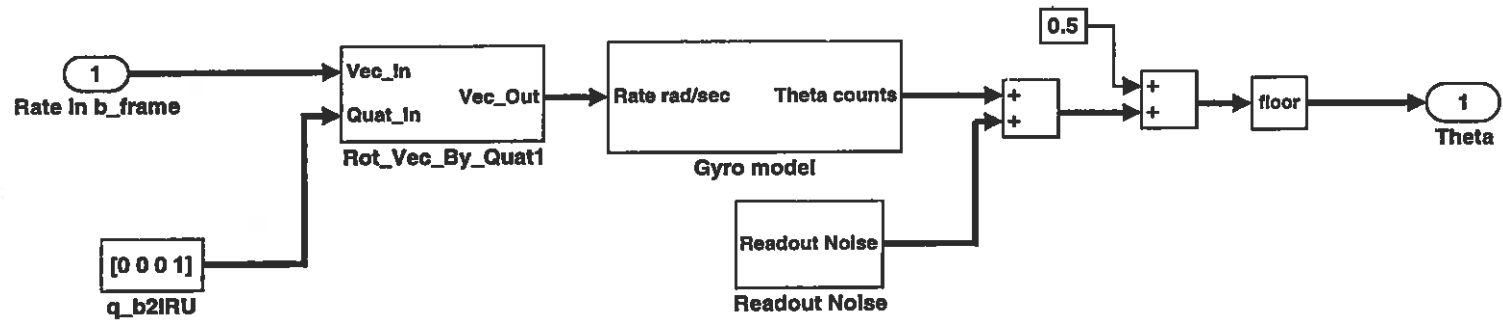 0.5
1
Rate in b_frame
Vec_In
Quat_In
Vec_Out
Rot_Vec_By_Quat1
Rate rad/sec
Theta counts
Gyro model
+
+
+
+
floor
1
Theta
[0 0 0 1]
q_b2IRU
Readout Noise
Readout Noise